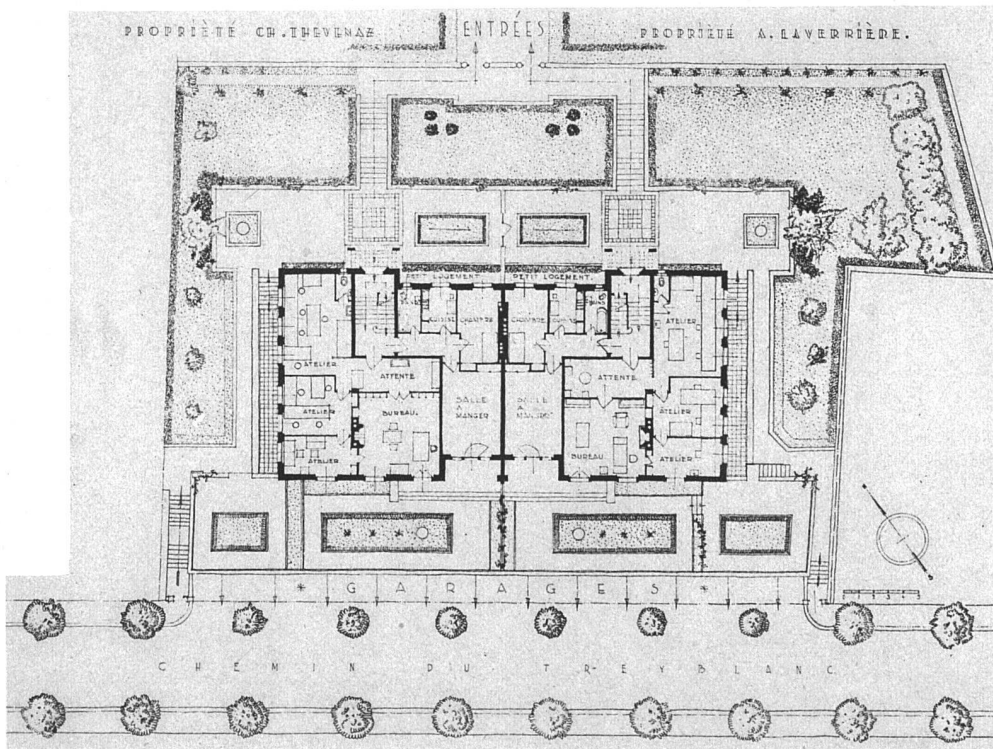 ENTRÉES
PROPRIÉTÉ CH. THEVENAZ
PROPRIÉTÉ A. LAVERRIÈRE.
PETIT LOGEMENT
PETIT LOGEMENT
CUISINE
CHAMBRE
CHAMBRE
CUISINE
BAINS
ATELIER
ATELIER
ATTENTE
ATTENTE
SALLE A MANGER
SALLE A MANGER
ATELIER
BUREAU.
ATELIER
ATELIER
BUREAU.
ATELIER
* GARAGES *
CHEMIN DU TREYBLANC